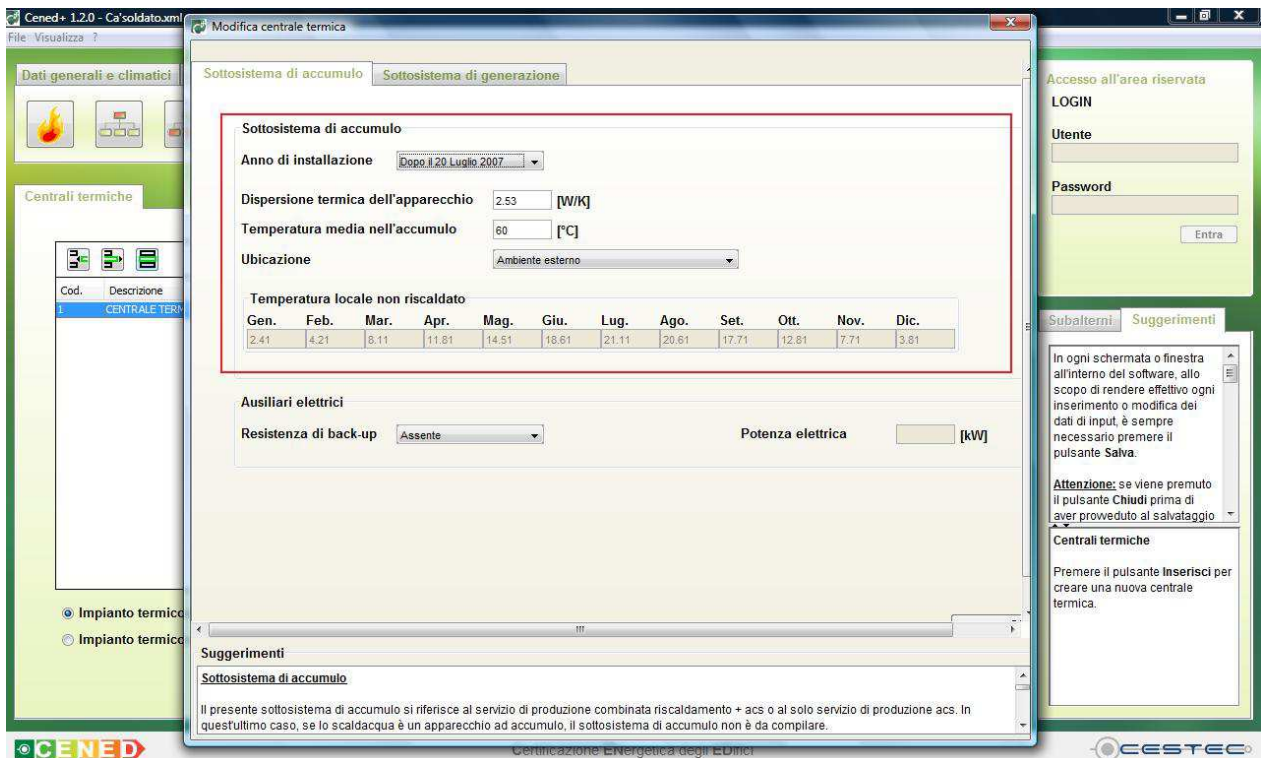 Cened+ 1.2.0 - Ca'soldato.xml
File Visualizza ?
Dati generali e climatici
Centrali termiche
Cod. Descrizione
1 CENTRALE TERM
Impianto termico
Impianto termico
Modifica centrale termica
Sottosistema di accumulo Sottosistema di generazione
Sottosistema di accumulo
Anno di installazione Dopo il 20 Luglio 2007
Dispersione termica dell'apparecchio 2.53 [W/K]
Temperatura media nell'accumulo 60 [°C]
Ubicazione Ambiente esterno
Temperatura locale non riscaldato
Gen. Feb. Mar. Apr. Mag. Giu. Lug. Ago. Set. Ott. Nov. Dic.
2.41 4.21 8.11 11.81 14.51 18.61 21.11 20.61 17.71 12.81 7.71 3.81
Ausiliari elettrici
Resistenza di back-up Assente Potenza elettrica [kW]
Suggerimenti
Sottosistema di accumulo
Il presente sottosistema di accumulo si riferisce al servizio di produzione combinata riscaldamento + acs o al solo servizio di produzione acs. In
quest'ultimo caso, se lo scaldacqua è un apparecchio ad accumulo, il sottosistema di accumulo non è da compilare.
Accesso all'area riservata
LOGIN
Utente
Password
Entra
Subalterni Suggerimenti
In ogni schermata o finestra
all'interno del software, allo
scopo di rendere effettivo ogni
inserimento o modifica dei
dati di input, è sempre
necessario premere il
pulsante Salva.
Attenzione: se viene premuto
il pulsante Chiudi prima di
aver provveduto al salvataggio
Centrali termiche
Premere il pulsante Inserisci per
creare una nuova centrale
termica.
CENED
Certificazione ENergetica degli EDifici
CESTEC